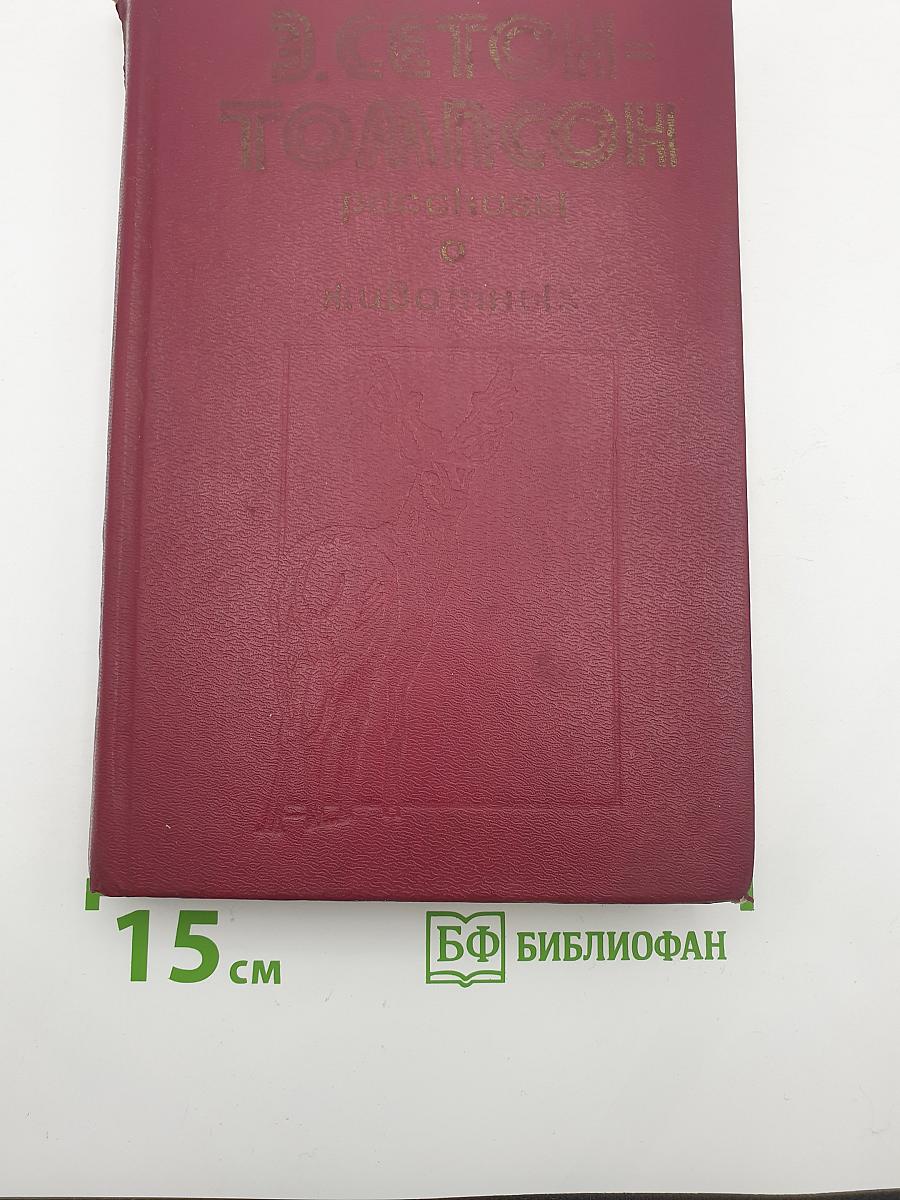 Э. СЕТОН-
ТОМПСОН
рассказы
о
животных
15 см
БФ БИБЛИОФАН